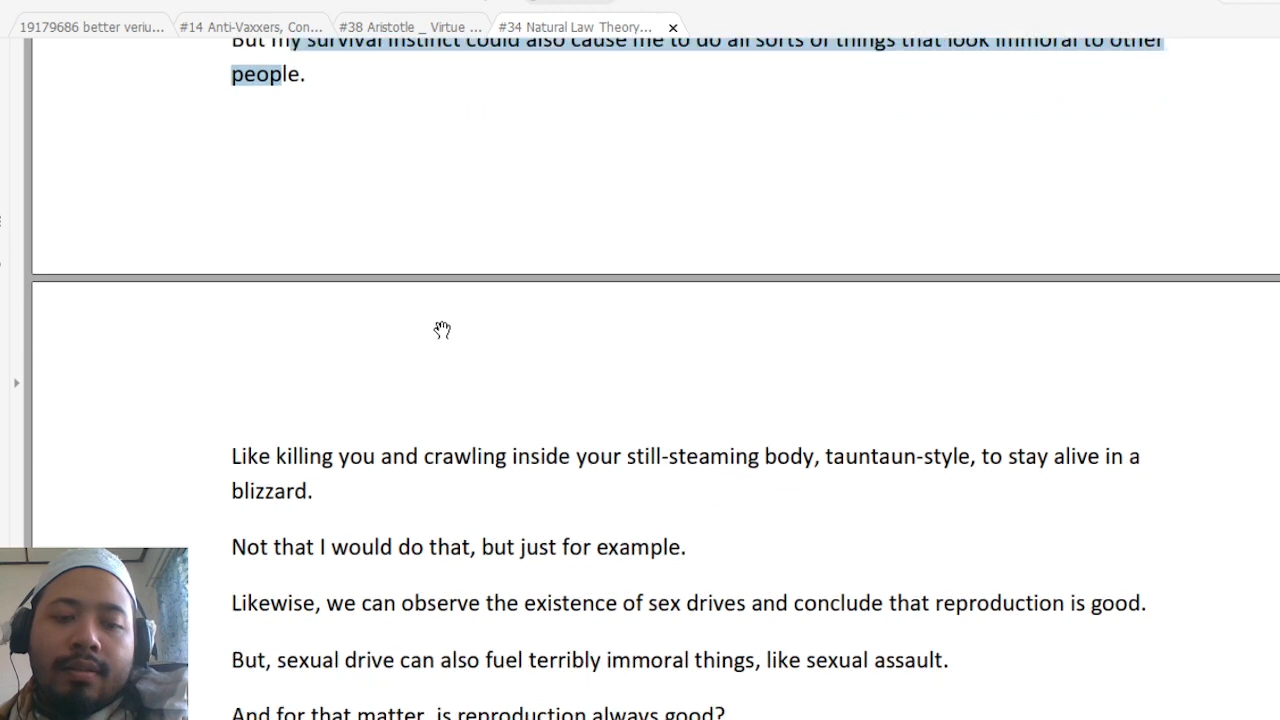 19179686 better veriu... #14 Anti-Vaxxers, Con... #38 Aristotle _ Virtue ... #34 Natural Law Theory...
But my survival instinct could also cause me to do all sorts of things that look immoral to other
people.
Like killing you and crawling inside your still-steaming body, tauntaun-style, to stay alive in a
blizzard.
Not that I would do that, but just for example.
Likewise, we can observe the existence of sex drives and conclude that reproduction is good.
But, sexual drive can also fuel terribly immoral things, like sexual assault.
And for that matter, is reproduction always good?